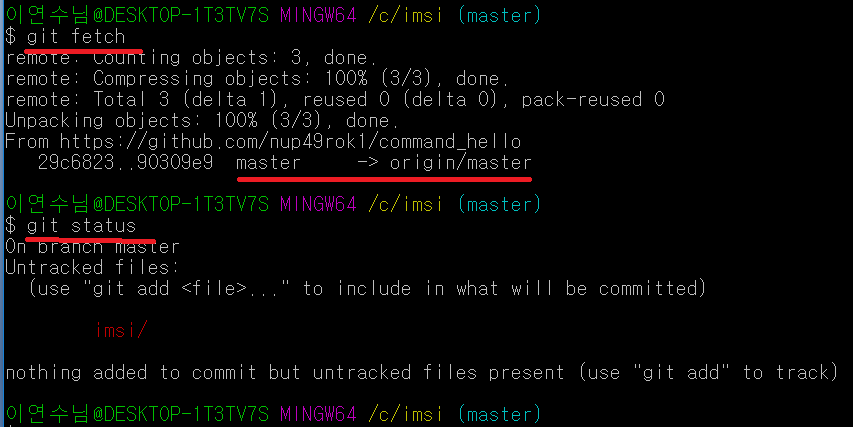 이연수님@DESKTOP-1T3TV7S MINGW64 /c/imsi (master)
$ git fetch
remote: Counting objects: 3, done.
remote: Compressing objects: 100% (3/3), done.
remote: Total 3 (delta 1), reused 0 (delta 0), pack-reused 0
Unpacking objects: 100% (3/3), done.
From https://github.com/nup49rok1/command_hello
29c6823..90309e9 master -> origin/master
이연수님@DESKTOP-1T3TV7S MINGW64 /c/imsi (master)
$ git status
On branch master
Untracked files:
(use "git add <file>..." to include in what will be committed)
imsi/
nothing added to commit but untracked files present (use "git add" to track)
이연수님@DESKTOP-1T3TV7S MINGW64 /c/imsi (master)